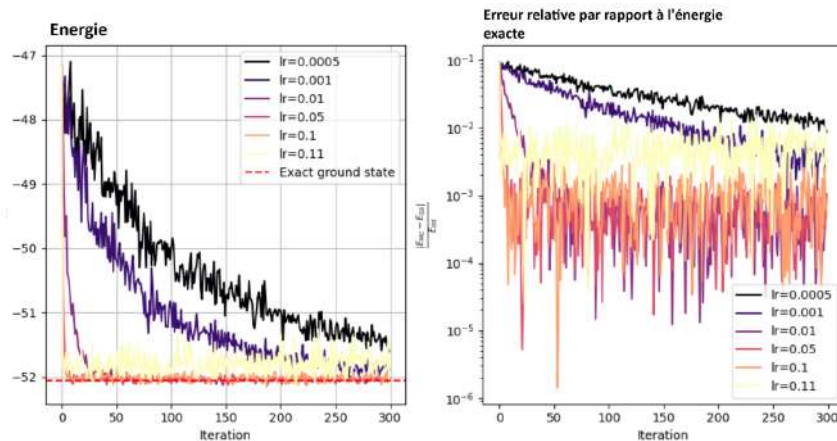 Energie
−47
−48
−49
−50
−51
−52
0
50
100
150
200
250
300
Iteration
lr=0.0005
lr=0.001
lr=0.01
lr=0.05
lr=0.1
lr=0.11
Exact ground state
Erreur relative par rapport à l'énergie
exacte
10⁻¹
10⁻²
10⁻³
10⁻⁴
10⁻⁵
10⁻⁶
0
50
100
150
200
250
300
Iteration
lr=0.0005
lr=0.001
lr=0.01
lr=0.05
lr=0.1
lr=0.11